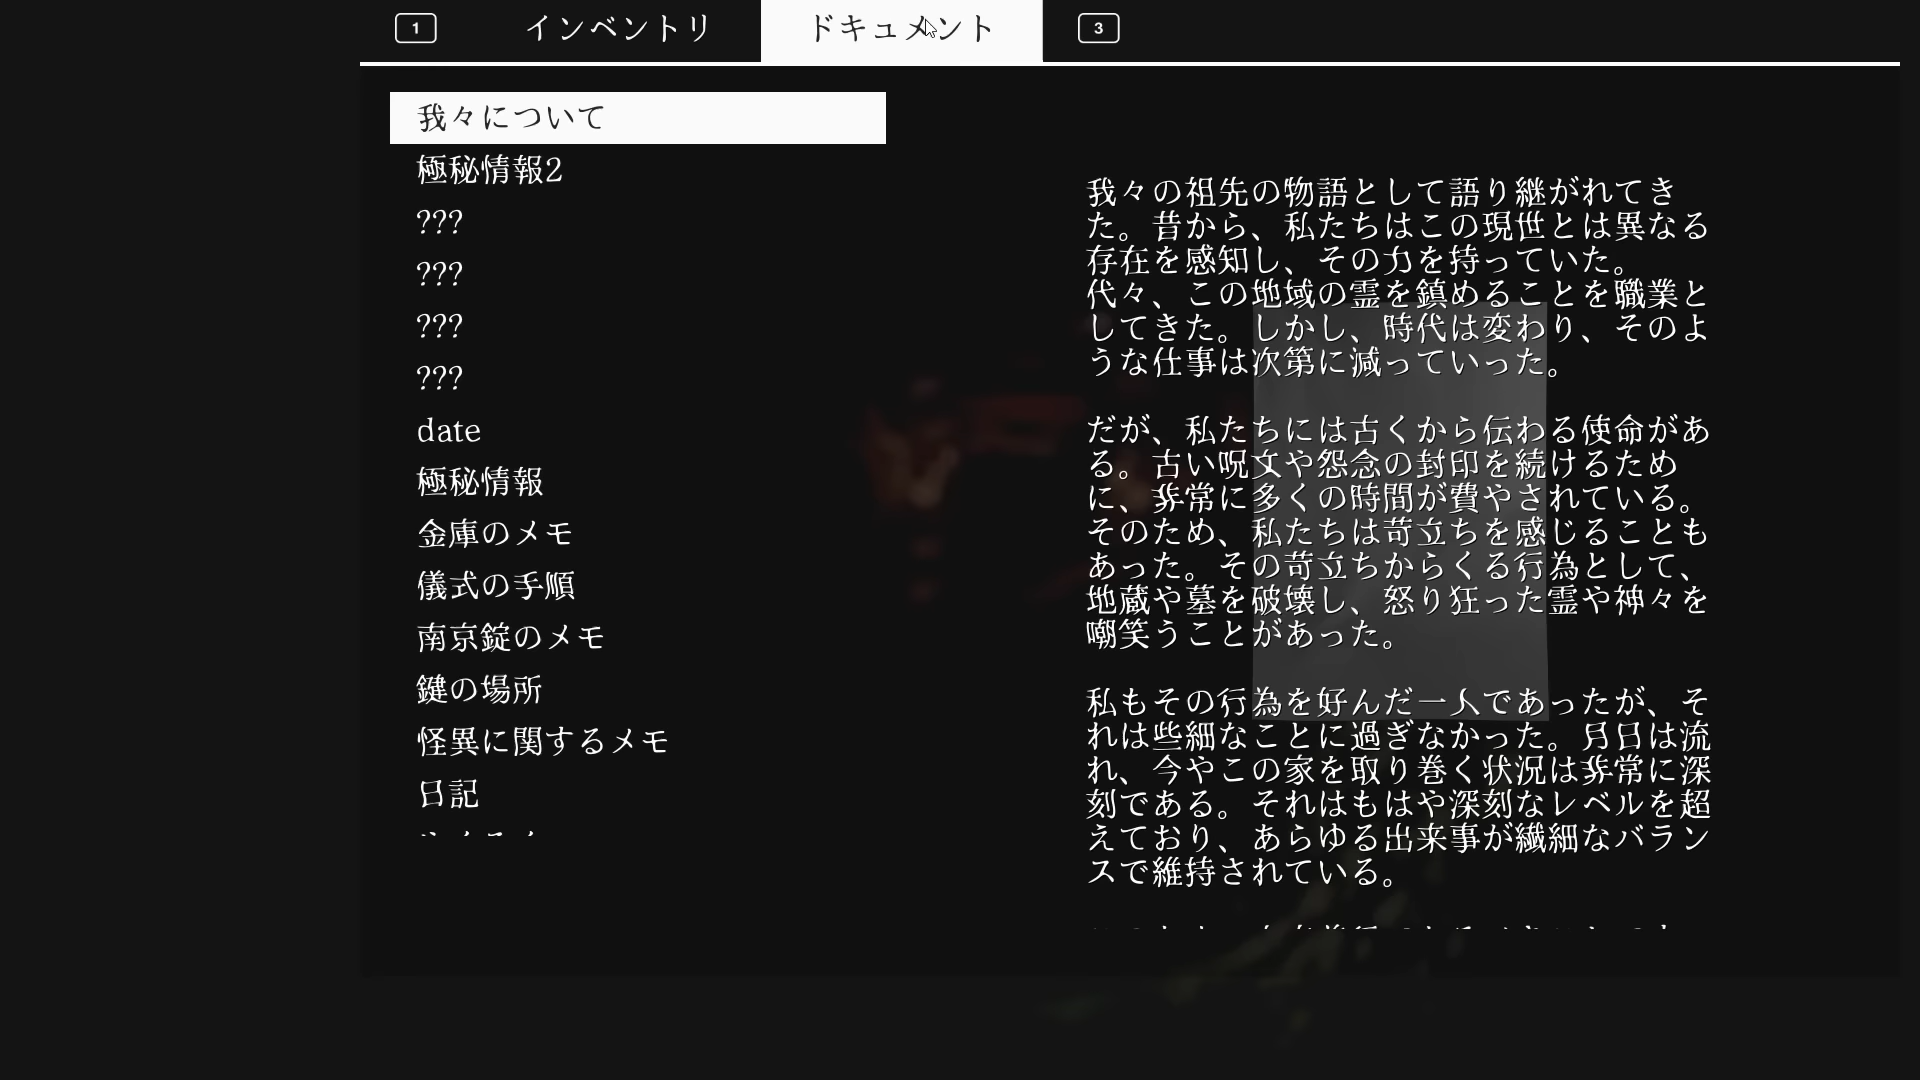 1
インベントリ
ドキュメント
3
我々について
極秘情報2
???
???
???
???
date
極秘情報
金庫のメモ
儀式の手順
南京錠のメモ
鍵の場所
怪異に関するメモ
日記
我々の祖先の物語として語り継がれてき
た。昔から、私たちはこの現世とは異なる
存在を感知し、その力を持っていた。
代々、この地域の霊を鎮めることを職業と
してきた。しかし、時代は変わり、そのよ
うな仕事は次第に減っていった。
だが、私たちには古くから伝わる使命があ
る。古い呪文や怨念の封印を続けるため
に、非常に多くの時間が費やされている。
そのため、私たちは苛立ちを感じることも
あった。その苛立ちからくる行為として、
地蔵や墓を破壊し、怒り狂った霊や神々を
嘲笑うことがあった。
私もその行為を好んだ一人であったが、そ
れは些細なことに過ぎなかった。月日は流
れ、今やこの家を取り巻く状況は非常に深
刻である。それはもはや深刻なレベルを超
えており、あらゆる出来事が繊細なバラン
スで維持されている。